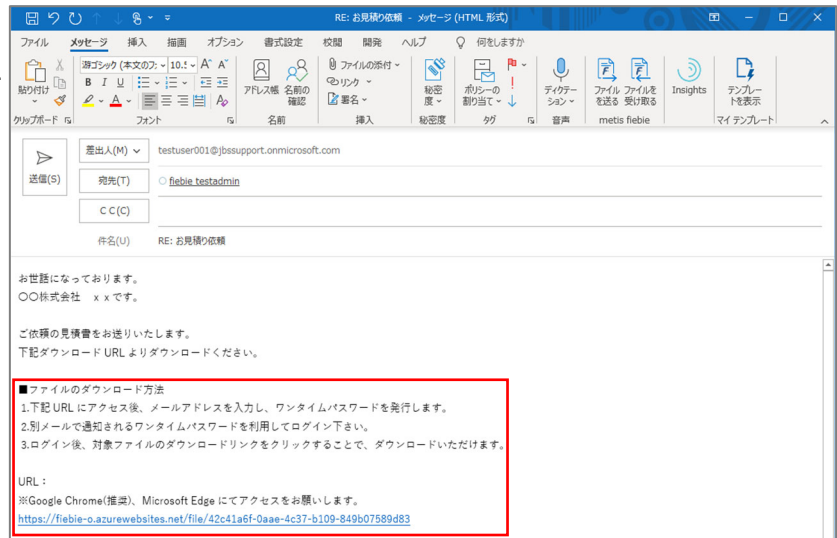 RE: お見積り依頼 - メッセージ (HTML 形式)
ファイル メッセージ 挿入 描画 オプション 書式設定 校閲 開発 ヘルプ 何をしますか
貼り付け
游ゴシック (本文のフ: 10.5
B I U
アドレス帳 名前の確認
ファイルの添付
リンク
署名
秘密度
ポリシーの割り当て
ディクテーション
ファイルを送る ファイルを受け取る
Insights
テンプレートを表示
クリップボード フォント 名前 挿入 秘密度 タグ 音声 metis fiebie マイ テンプレート
送信(S)
差出人(M) testuser001@jbssupport.onmicrosoft.com
宛先(T) fiebie testadmin
C C(C)
件名(U) RE: お見積り依頼
お世話になっております。
〇〇株式会社 ｘｘです。
ご依頼の見積書をお送りいたします。
下記ダウンロード URL よりダウンロードください。
■ファイルのダウンロード方法
1.下記 URL にアクセス後、メールアドレスを入力し、ワンタイムパスワードを発行します。
2.別メールで通知されるワンタイムパスワードを利用してログイン下さい。
3.ログイン後、対象ファイルのダウンロードリンクをクリックすることで、ダウンロードいただけます。
URL：
※Google Chrome(推奨)、Microsoft Edge にてアクセスをお願いします。
https://fiebie-o.azurewebsites.net/file/42c41a6f-0aae-4c37-b109-849b07589d83